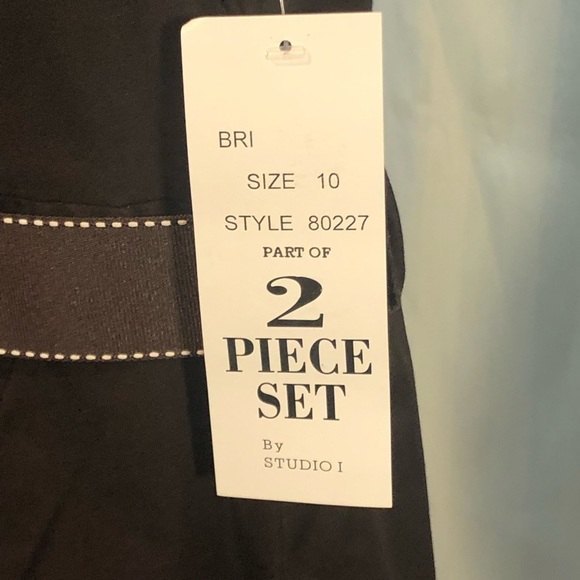 BRI
SIZE 10
STYLE 80227
PART OF
2
PIECE
SET
By
STUDIO I